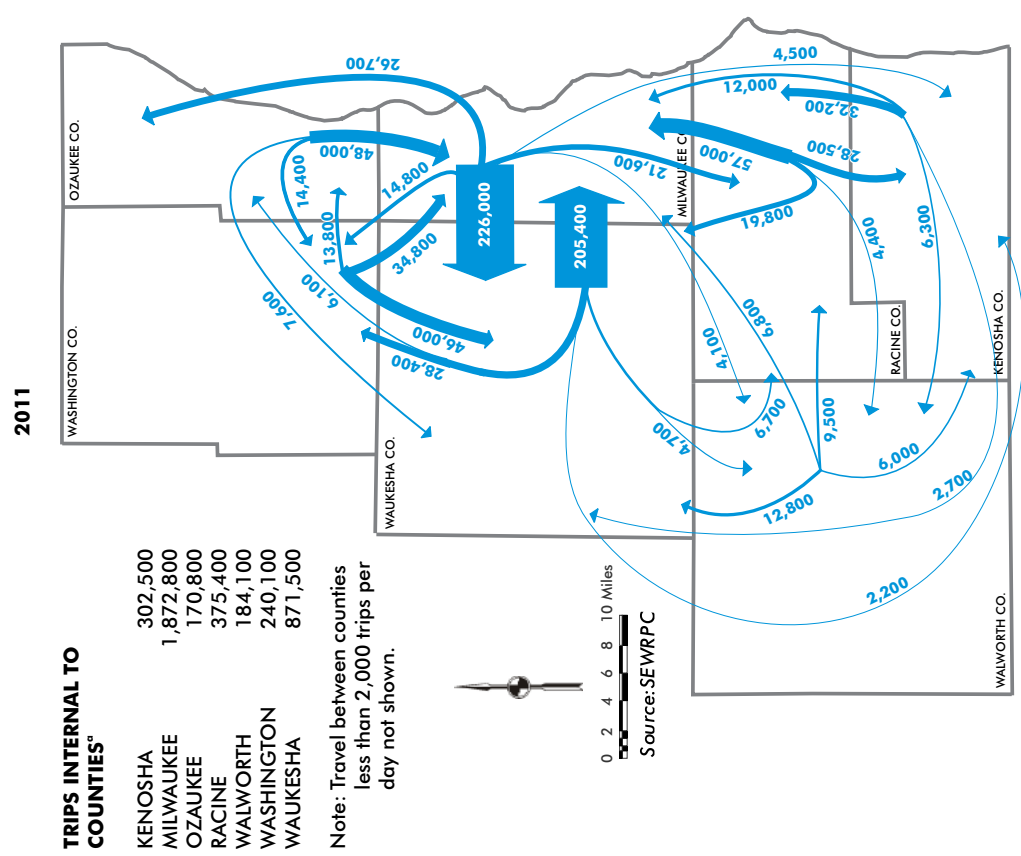 2011
TRIPS INTERNAL TO
COUNTIESᵃ
KENOSHA 302,500
MILWAUKEE 1,872,800
OZAUKEE 170,800
RACINE 375,400
WALWORTH 184,100
WASHINGTON 240,100
WAUKESHA 871,500
Note: Travel between counties
less than 2,000 trips per
day not shown.
0 2 4 6 8 10 Miles
Source: SEWRPC
WASHINGTON CO.
OZAUKEE CO.
WAUKESHA CO.
MILWAUKEE CO.
RACINE CO.
KENOSHA CO.
WALWORTH CO.
26,700
48,000
14,400
14,800
13,800
34,800
6,100
7,600
46,000
28,400
226,000
205,400
4,500
12,000
32,200
57,000
28,500
21,600
19,800
4,400
6,300
6,800
4,100
6,700
4,700
9,500
6,000
12,800
2,700
2,200